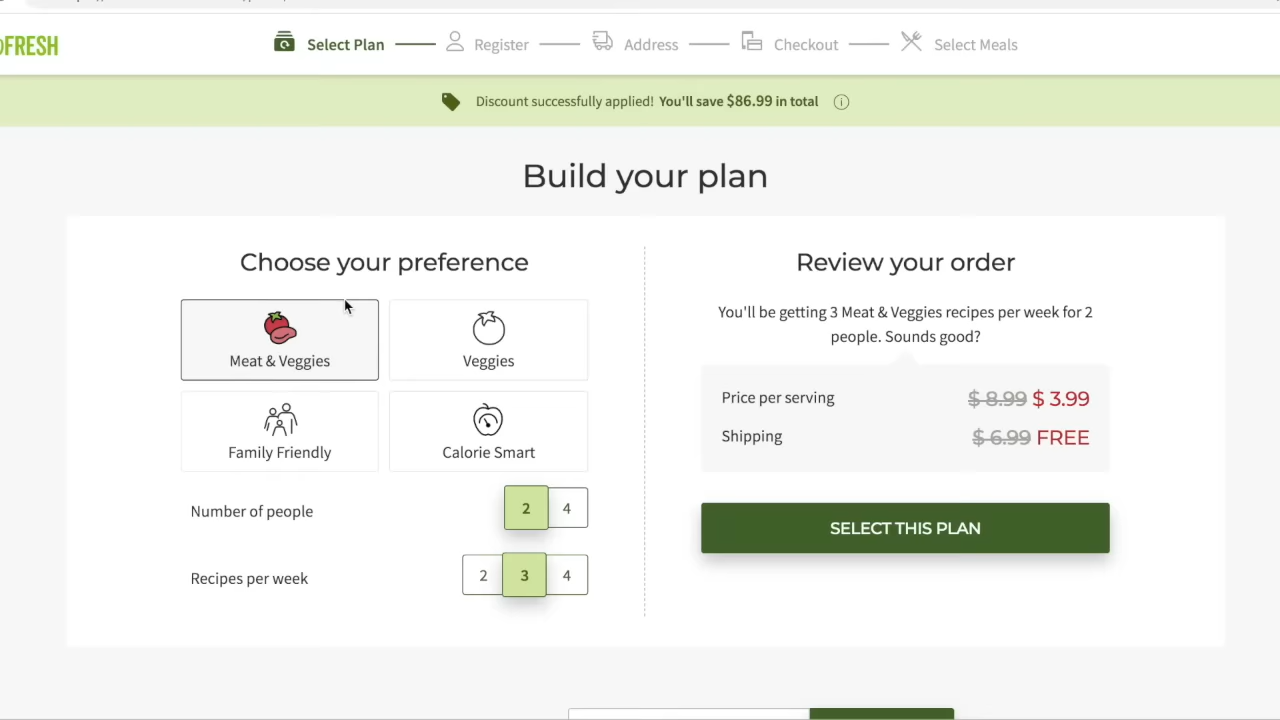 FRESH
Select Plan
Register
Address
Checkout
Select Meals
Discount successfully applied! You'll save $86.99 in total
Build your plan
Choose your preference
Meat & Veggies
Veggies
Family Friendly
Calorie Smart
Number of people
2
4
Recipes per week
2
3
4
Review your order
You'll be getting 3 Meat & Veggies recipes per week for 2
people. Sounds good?
Price per serving
$ 8.99 $ 3.99
Shipping
$ 6.99 FREE
SELECT THIS PLAN